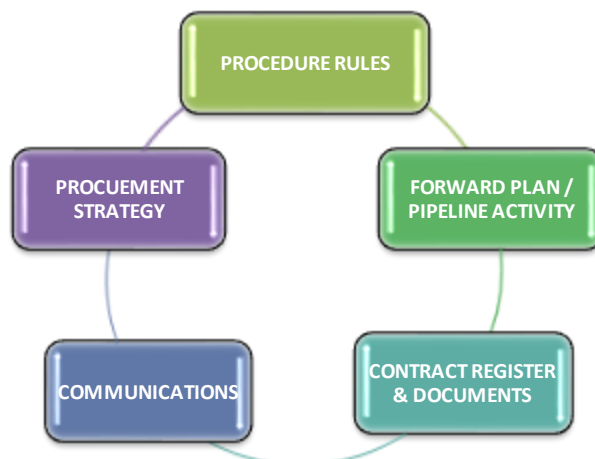 PROCEDURE RULES
PROCUEMENT
STRATEGY
FORWARD PLAN /
PIPELINE ACTIVITY
COMMUNICATIONS
CONTRACT REGISTER
& DOCUMENTS